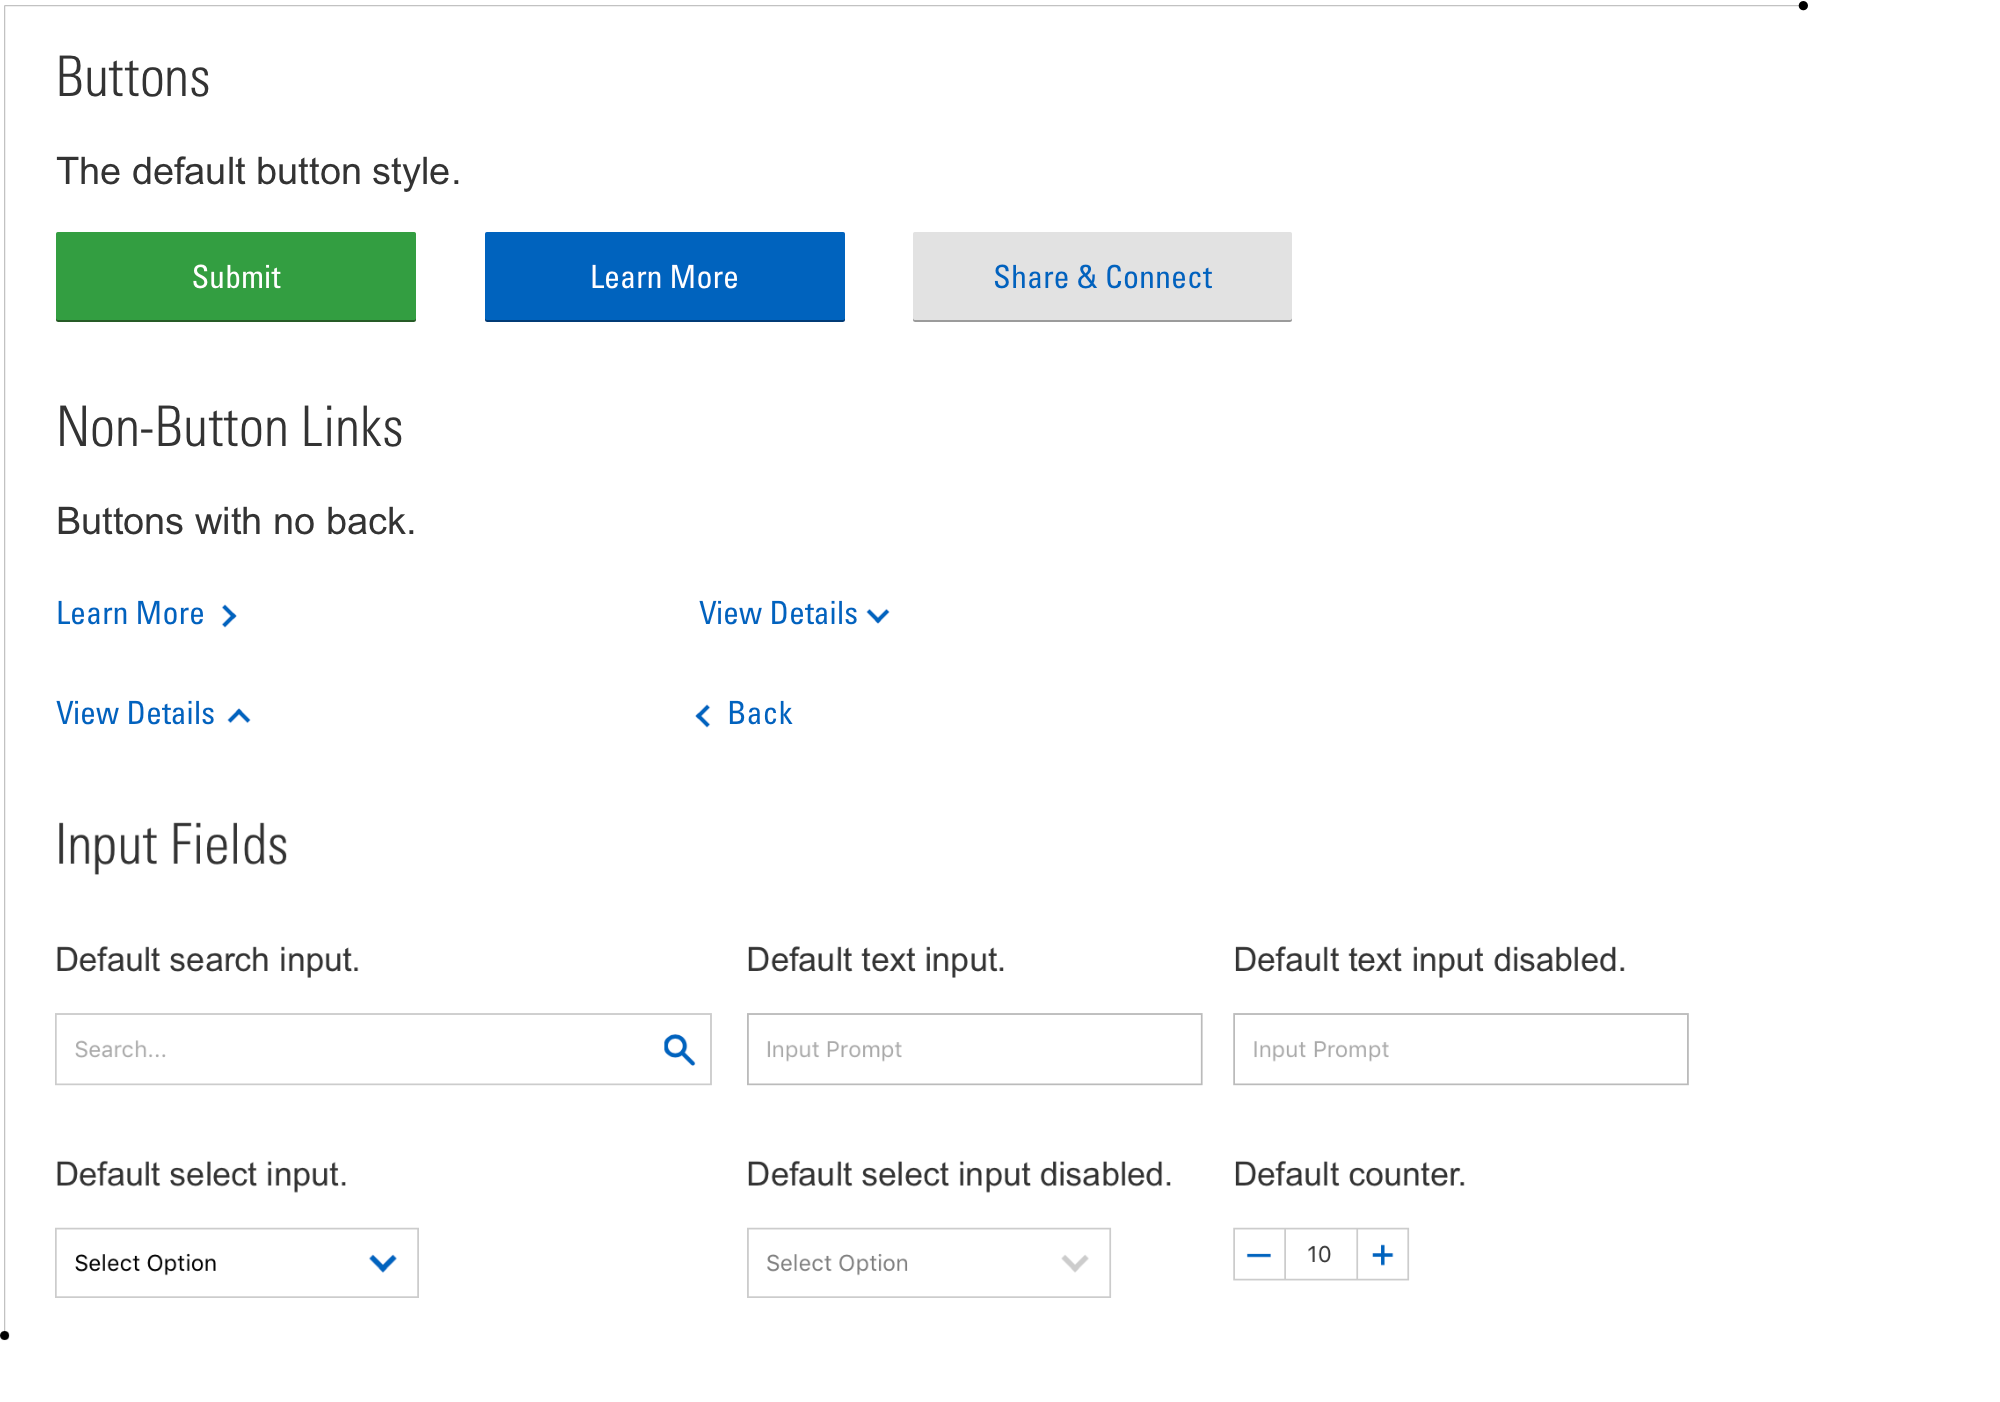 Buttons
The default button style.
Submit
Learn More
Share & Connect
Non-Button Links
Buttons with no back.
Learn More
View Details
View Details
Back
Input Fields
Default search input.
Default text input.
Default text input disabled.
Search...
Input Prompt
Input Prompt
Default select input.
Default select input disabled.
Default counter.
Select Option
Select Option
10